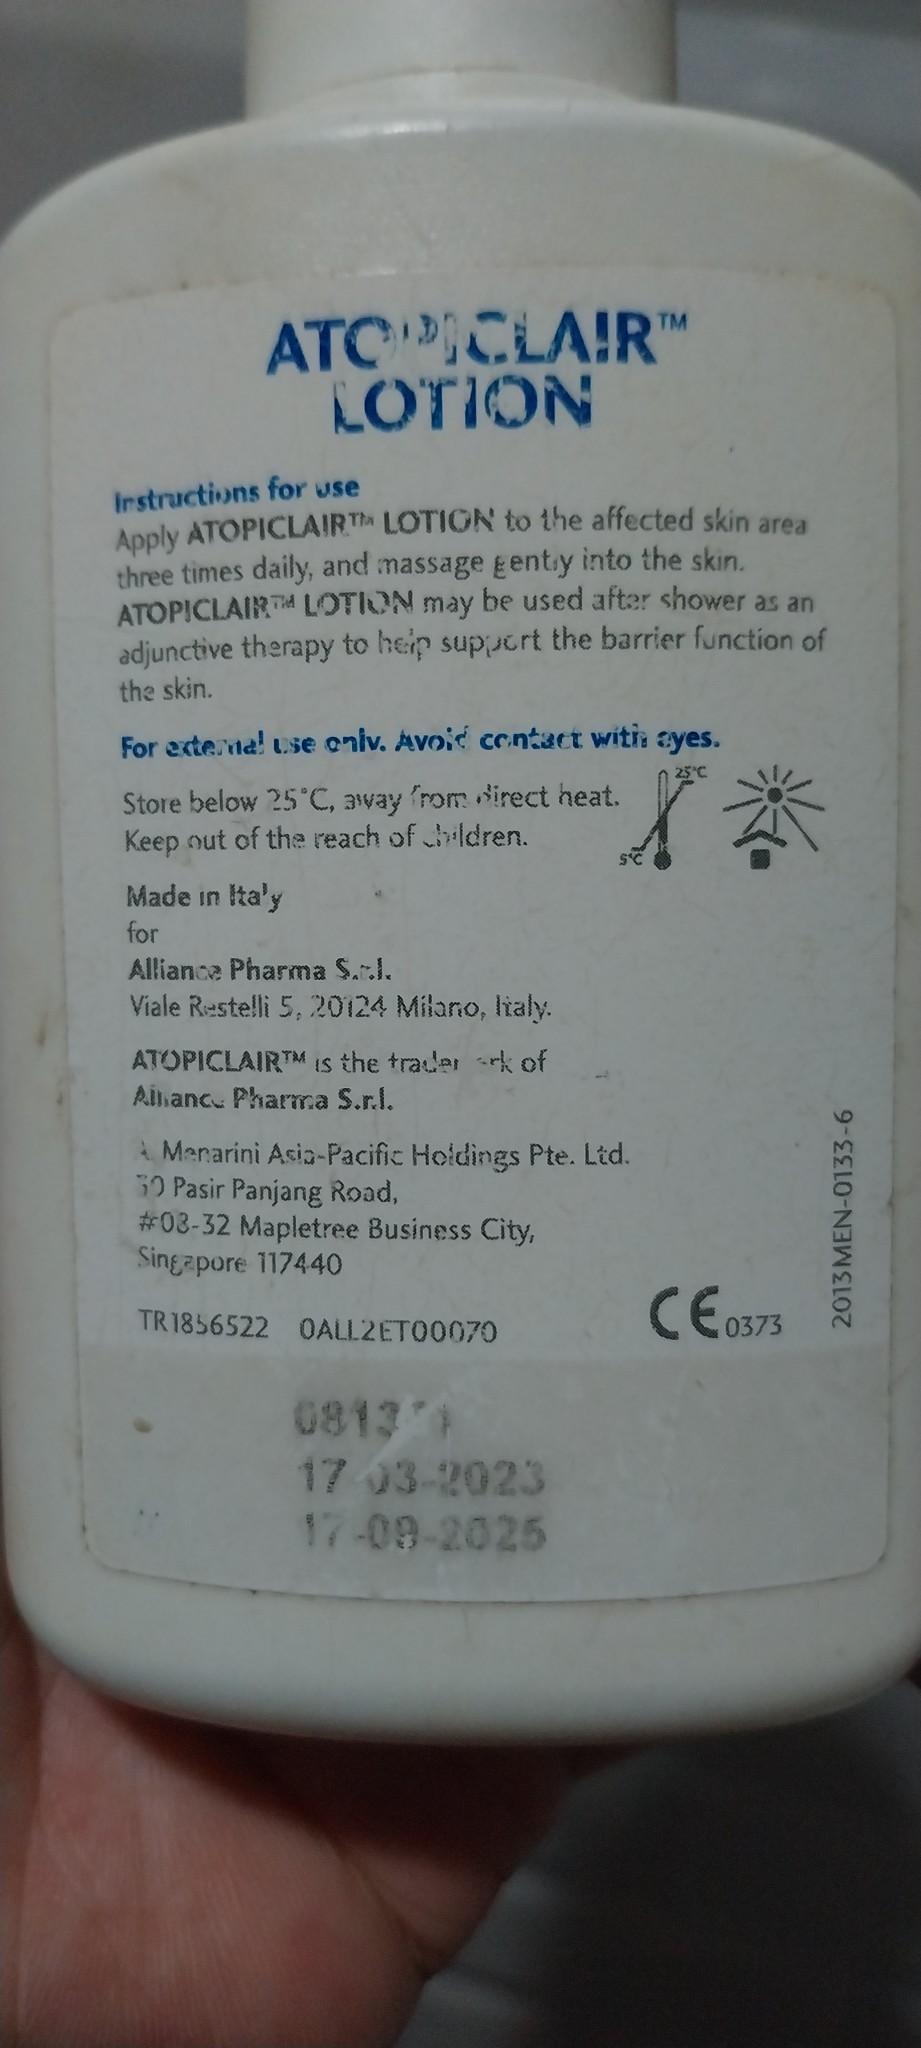 ATOPICLAIR™
LOTION
Instructions for use
Apply ATOPICLAIR™ LOTION to the affected skin area
three times daily, and massage gently into the skin.
ATOPICLAIR™ LOTION may be used after shower as an
adjunctive therapy to help support the barrier function of
the skin.
For external use only. Avoid contact with eyes.
Store below 25°C, away from direct heat.
Keep out of the reach of children.
25°C
5°C
Made in Italy
for
Alliance Pharma S.r.l.
Viale Restelli 5, 20124 Milano, Italy.
ATOPICLAIR™ is the trademark of
Alliance Pharma S.r.l.
Menarini Asia-Pacific Holdings Pte. Ltd.
Pasir Panjang Road,
#08-32 Mapletree Business City,
Singapore 117440
TR1856522 0ALL2ET00070
CE 0373
2013MEN-0133-6
17-03-2023
17-09-2025